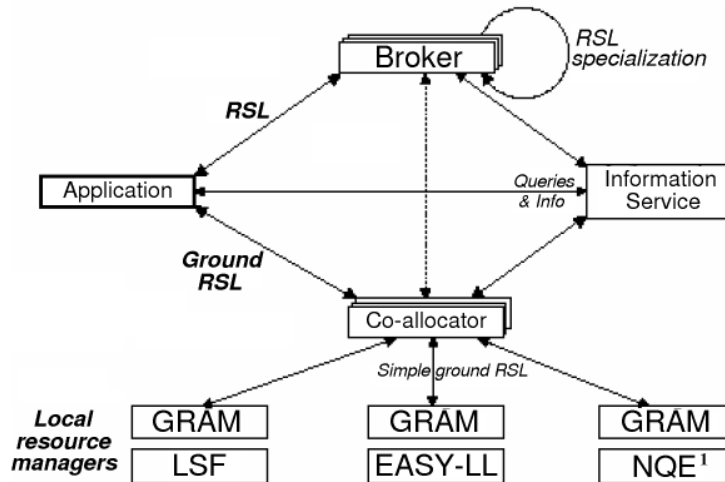 Broker
RSL
specialization
RSL
Application
Queries
& Info
Information
Service
Ground
RSL
Co-allocator
Simple ground RSL
Local
resource
managers
GRAM
GRAM
GRAM
LSF
EASY-LL
NQE¹